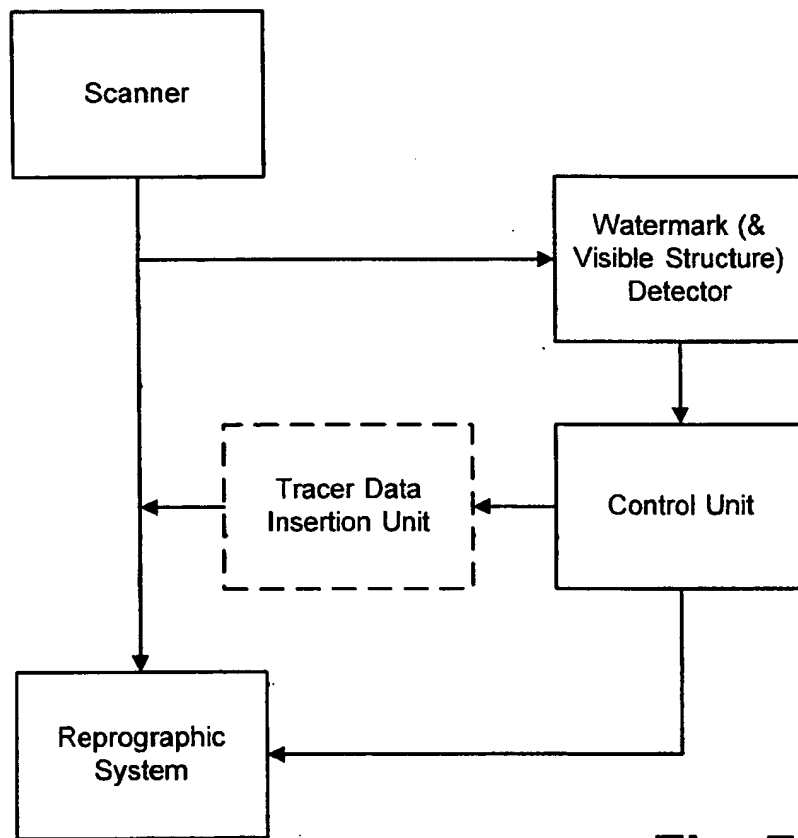 Scanner
Watermark (&
Visible Structure)
Detector
Tracer Data
Insertion Unit
Control Unit
Reprographic
System